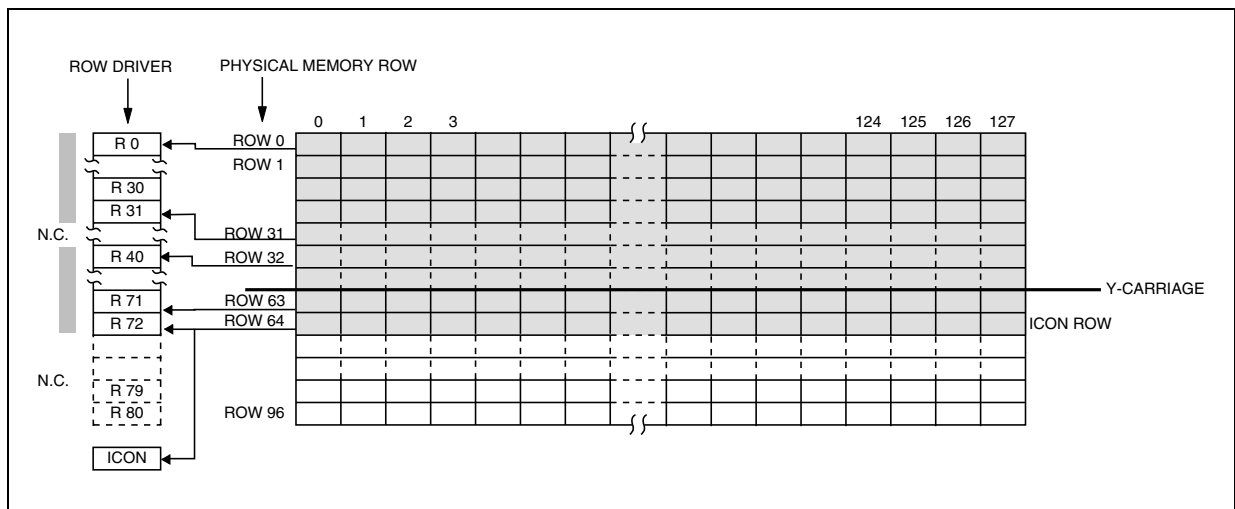 ROW DRIVER PHYSICAL MEMORY ROW
0 1 2 3 124 125 126 127
R 0 ROW 0
ROW 1
R 30
R 31
N.C. ROW 31
R 40 ROW 32
Y-CARRIAGE
R 71 ROW 63
R 72 ROW 64 ICON ROW
N.C.
R 79
R 80 ROW 96
ICON